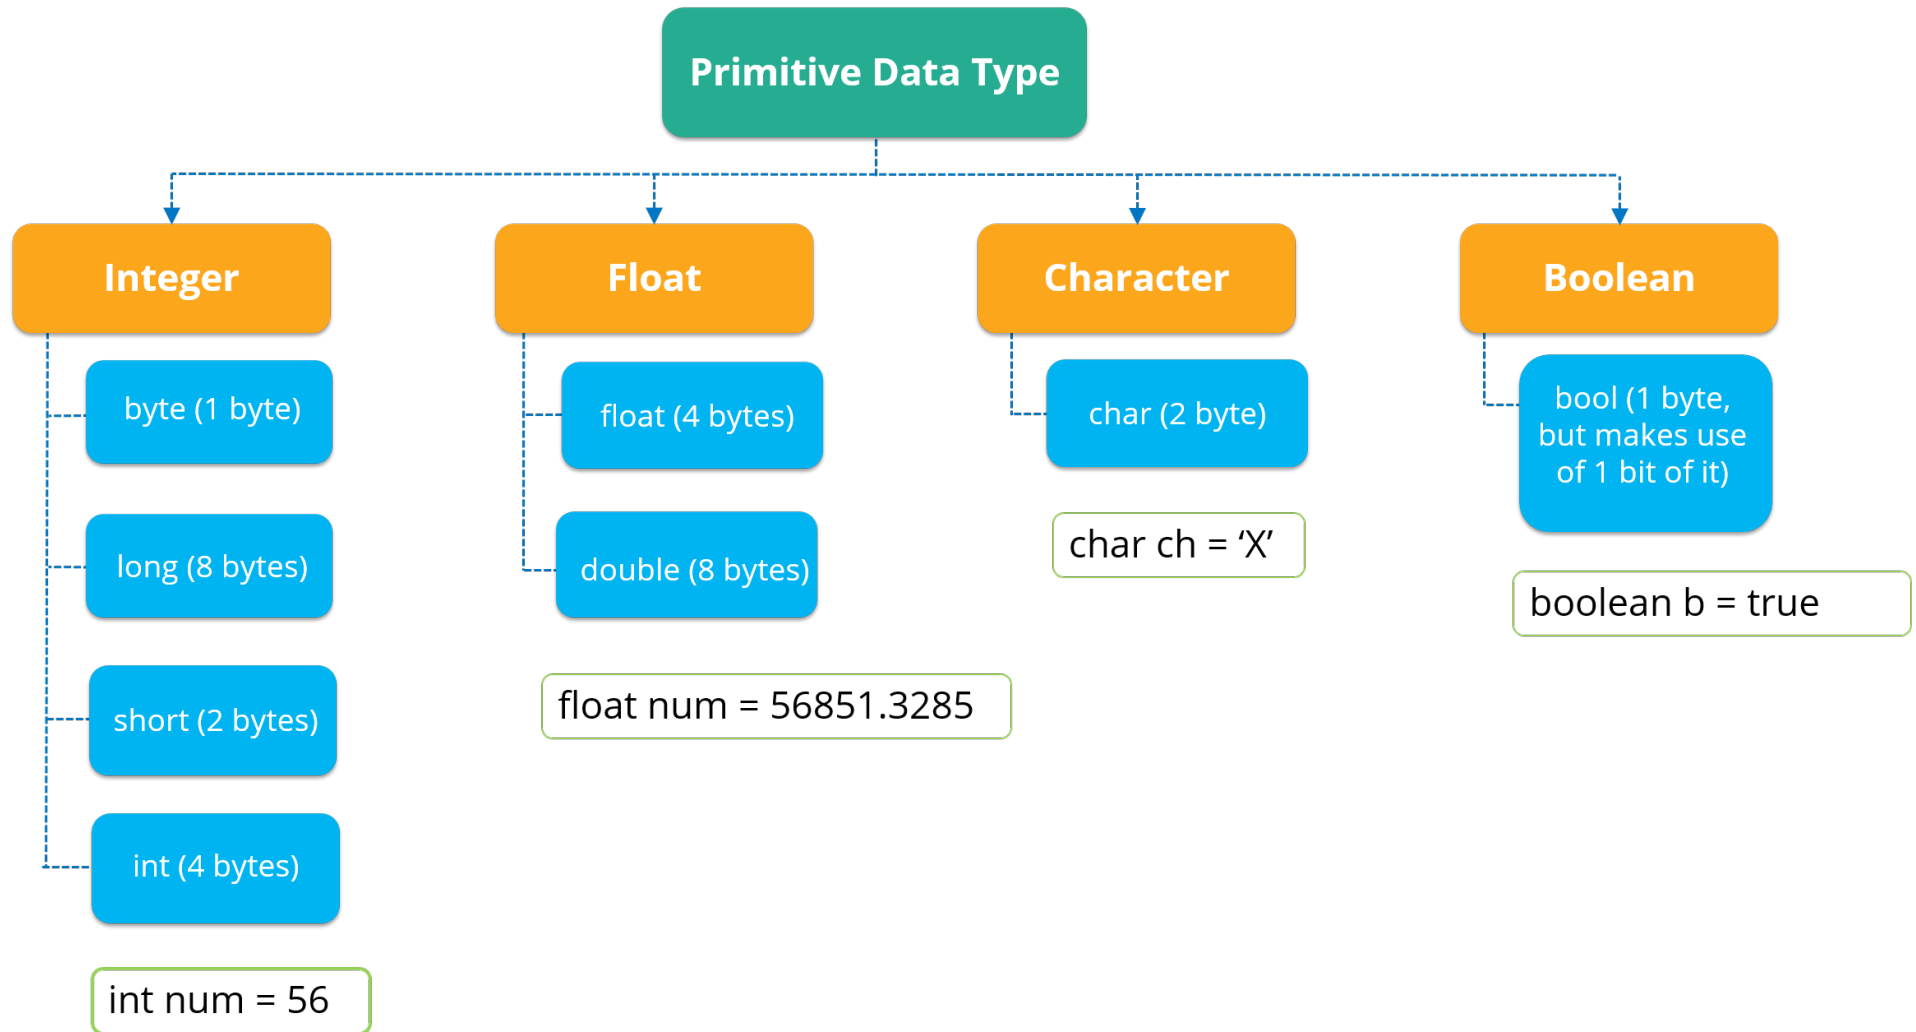 Primitive Data Type
Integer
Float
Character
Boolean
byte (1 byte)
long (8 bytes)
short (2 bytes)
int (4 bytes)
int num = 56
float (4 bytes)
double (8 bytes)
float num = 56851.3285
char (2 byte)
char ch = ‘X’
bool (1 byte,
but makes use
of 1 bit of it)
boolean b = true